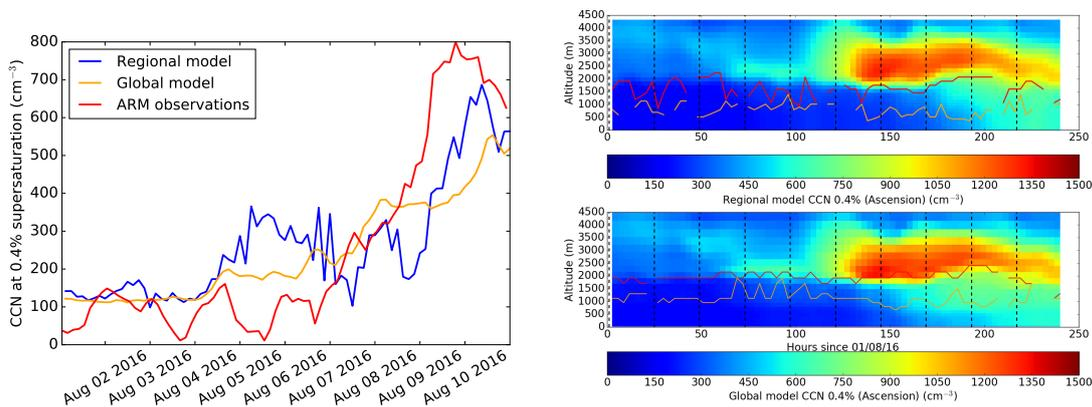 CCN at 0.4% supersaturation (cm⁻³)
800
700
600
500
400
300
200
100
0
Regional model
Global model
ARM observations
Aug 02 2016
Aug 03 2016
Aug 04 2016
Aug 05 2016
Aug 06 2016
Aug 07 2016
Aug 08 2016
Aug 09 2016
Aug 10 2016
Altitude (m)
4500
4000
3500
3000
2500
2000
1500
1000
500
0
0 50 100 150 200 250
0 150 300 450 600 750 900 1050 1200 1350 1500
Regional model CCN 0.4% (Ascension) (cm⁻³)
Altitude (m)
4500
4000
3500
3000
2500
2000
1500
1000
500
0
0 50 100 150 200 250
Hours since 01/08/16
0 150 300 450 600 750 900 1050 1200 1350 1500
Global model CCN 0.4% (Ascension) (cm⁻³)